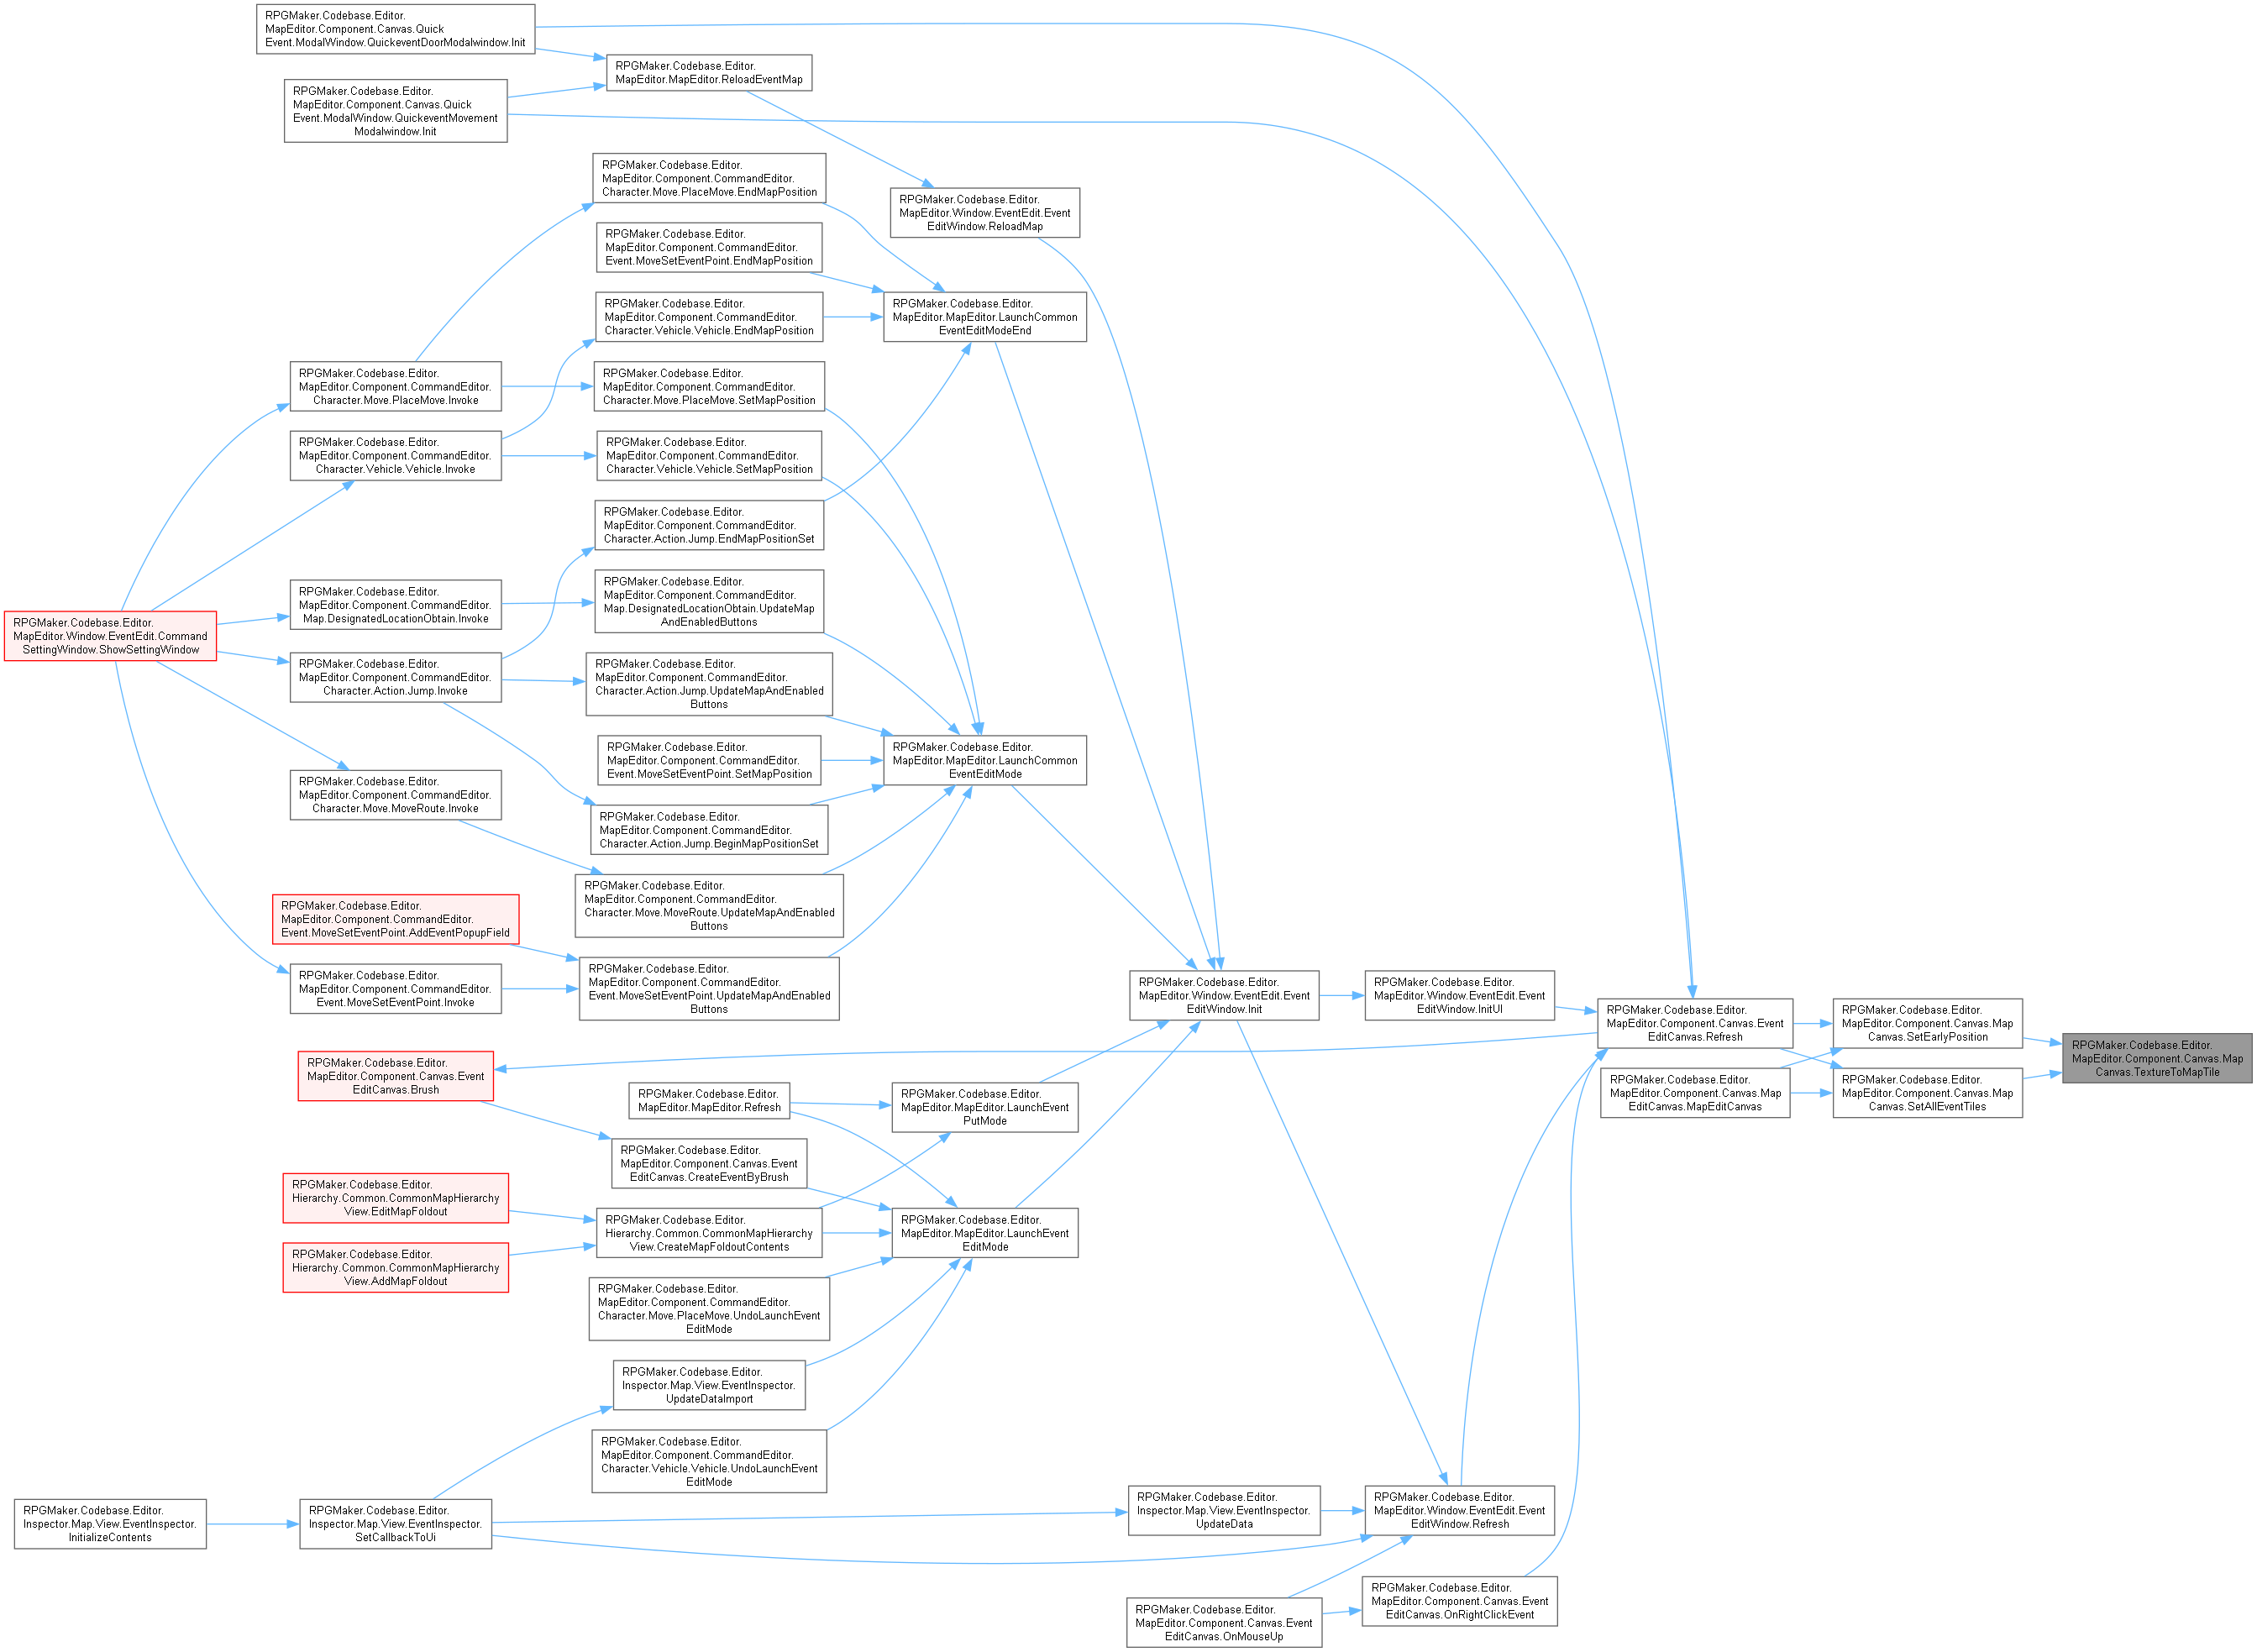 RPGMaker.Codebase.Editor.
MapEditor.Component.Canvas.Quick
Event.ModalWindow.QuickeventDoorModalwindow.Init
RPGMaker.Codebase.Editor.
MapEditor.MapEditor.ReloadEventMap
RPGMaker.Codebase.Editor.
MapEditor.Component.Canvas.Quick
Event.ModalWindow.QuickeventMovement
Modalwindow.Init
RPGMaker.Codebase.Editor.
MapEditor.Component.CommandEditor.
Character.Move.PlaceMove.EndMapPosition
RPGMaker.Codebase.Editor.
MapEditor.Window.EventEdit.Event
EditWindow.ReloadMap
RPGMaker.Codebase.Editor.
MapEditor.Component.CommandEditor.
Event.MoveSetEventPoint.EndMapPosition
RPGMaker.Codebase.Editor.
MapEditor.Component.CommandEditor.
Character.Vehicle.Vehicle.EndMapPosition
RPGMaker.Codebase.Editor.
MapEditor.MapEditor.LaunchCommon
EventEditModeEnd
RPGMaker.Codebase.Editor.
MapEditor.Component.CommandEditor.
Character.Move.PlaceMove.Invoke
RPGMaker.Codebase.Editor.
MapEditor.Component.CommandEditor.
Character.Move.PlaceMove.SetMapPosition
RPGMaker.Codebase.Editor.
MapEditor.Component.CommandEditor.
Character.Vehicle.Vehicle.Invoke
RPGMaker.Codebase.Editor.
MapEditor.Component.CommandEditor.
Character.Vehicle.Vehicle.SetMapPosition
RPGMaker.Codebase.Editor.
MapEditor.Component.CommandEditor.
Character.Action.Jump.EndMapPositionSet
RPGMaker.Codebase.Editor.
MapEditor.Component.CommandEditor.
Map.DesignatedLocationObtain.Invoke
RPGMaker.Codebase.Editor.
MapEditor.Component.CommandEditor.
Map.DesignatedLocationObtain.UpdateMap
AndEnabledButtons
RPGMaker.Codebase.Editor.
MapEditor.Window.EventEdit.Command
SettingWindow.ShowSettingWindow
RPGMaker.Codebase.Editor.
MapEditor.Component.CommandEditor.
Character.Action.Jump.Invoke
RPGMaker.Codebase.Editor.
MapEditor.Component.CommandEditor.
Character.Action.Jump.UpdateMapAndEnabled
Buttons
RPGMaker.Codebase.Editor.
MapEditor.Component.CommandEditor.
Event.MoveSetEventPoint.SetMapPosition
RPGMaker.Codebase.Editor.
MapEditor.MapEditor.LaunchCommon
EventEditMode
RPGMaker.Codebase.Editor.
MapEditor.Component.CommandEditor.
Character.Move.MoveRoute.Invoke
RPGMaker.Codebase.Editor.
MapEditor.Component.CommandEditor.
Character.Action.Jump.BeginMapPositionSet
RPGMaker.Codebase.Editor.
MapEditor.Component.CommandEditor.
Character.Move.MoveRoute.UpdateMapAndEnabled
Buttons
RPGMaker.Codebase.Editor.
MapEditor.Component.CommandEditor.
Event.MoveSetEventPoint.AddEventPopupField
RPGMaker.Codebase.Editor.
MapEditor.Component.CommandEditor.
Event.MoveSetEventPoint.Invoke
RPGMaker.Codebase.Editor.
MapEditor.Component.CommandEditor.
Event.MoveSetEventPoint.UpdateMapAndEnabled
Buttons
RPGMaker.Codebase.Editor.
MapEditor.Window.EventEdit.Event
EditWindow.Init
RPGMaker.Codebase.Editor.
MapEditor.Window.EventEdit.Event
EditWindow.InitUI
RPGMaker.Codebase.Editor.
MapEditor.Component.Canvas.Event
EditCanvas.Refresh
RPGMaker.Codebase.Editor.
MapEditor.Component.Canvas.Map
Canvas.SetEarlyPosition
RPGMaker.Codebase.Editor.
MapEditor.Component.Canvas.Map
Canvas.TextureToMapTile
RPGMaker.Codebase.Editor.
MapEditor.Component.Canvas.Event
EditCanvas.Brush
RPGMaker.Codebase.Editor.
MapEditor.Component.Canvas.Map
EditCanvas.MapEditCanvas
RPGMaker.Codebase.Editor.
MapEditor.Component.Canvas.Map
Canvas.SetAllEventTiles
RPGMaker.Codebase.Editor.
MapEditor.MapEditor.Refresh
RPGMaker.Codebase.Editor.
MapEditor.MapEditor.LaunchEvent
PutMode
RPGMaker.Codebase.Editor.
MapEditor.Component.Canvas.Event
EditCanvas.CreateEventByBrush
RPGMaker.Codebase.Editor.
Hierarchy.Common.CommonMapHierarchy
View.EditMapFoldout
RPGMaker.Codebase.Editor.
Hierarchy.Common.CommonMapHierarchy
View.CreateMapFoldoutContents
RPGMaker.Codebase.Editor.
MapEditor.MapEditor.LaunchEvent
EditMode
RPGMaker.Codebase.Editor.
Hierarchy.Common.CommonMapHierarchy
View.AddMapFoldout
RPGMaker.Codebase.Editor.
MapEditor.Component.CommandEditor.
Character.Move.PlaceMove.UndoLaunchEvent
EditMode
RPGMaker.Codebase.Editor.
Inspector.Map.View.EventInspector.
UpdateDataImport
RPGMaker.Codebase.Editor.
MapEditor.Component.CommandEditor.
Character.Vehicle.Vehicle.UndoLaunchEvent
EditMode
RPGMaker.Codebase.Editor.
Inspector.Map.View.EventInspector.
InitializeContents
RPGMaker.Codebase.Editor.
Inspector.Map.View.EventInspector.
SetCallbackToUi
RPGMaker.Codebase.Editor.
Inspector.Map.View.EventInspector.
UpdateData
RPGMaker.Codebase.Editor.
MapEditor.Window.EventEdit.Event
EditWindow.Refresh
RPGMaker.Codebase.Editor.
MapEditor.Component.Canvas.Event
EditCanvas.OnRightClickEvent
RPGMaker.Codebase.Editor.
MapEditor.Component.Canvas.Event
EditCanvas.OnMouseUp